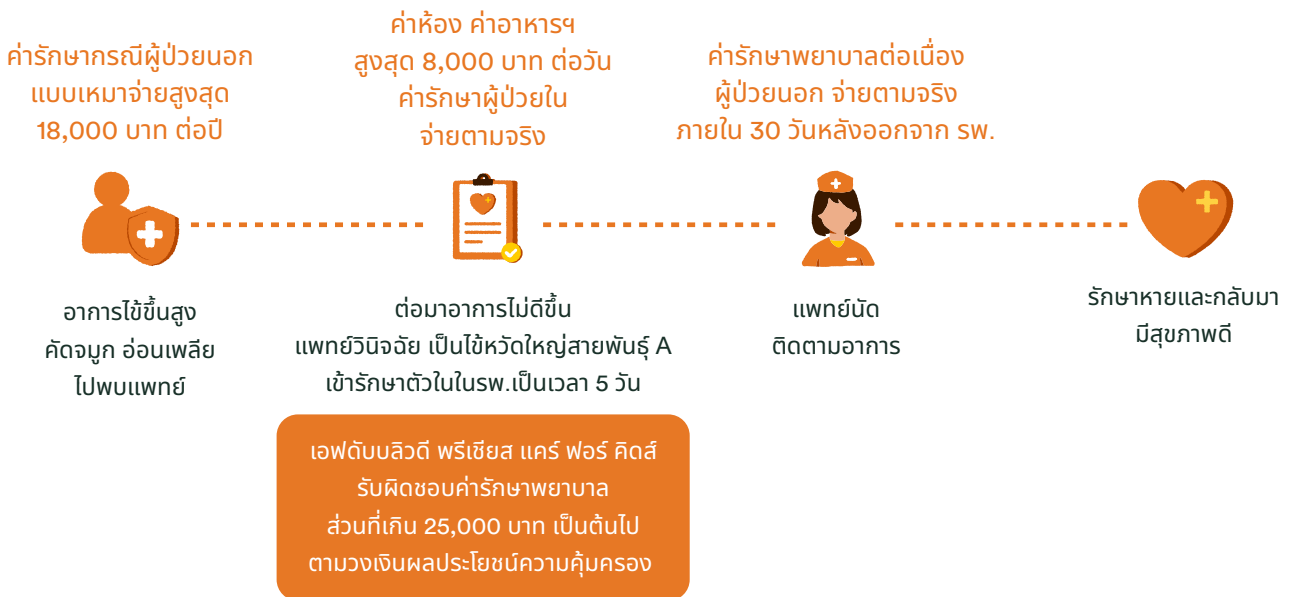 ค่ารักษากรณีผู้ป่วยนอก
แบบเหมาจ่ายสูงสุด
18,000 บาท ต่อปี
ค่าห้อง ค่าอาหารฯ
สูงสุด 8,000 บาท ต่อวัน
ค่ารักษาผู้ป่วยใน
จ่ายตามจริง
ค่ารักษาพยาบาลต่อเนื่อง
ผู้ป่วยนอก จ่ายตามจริง
ภายใน 30 วันหลังออกจาก รพ.
อาการไข้ขึ้นสูง
คัดจมูก อ่อนเพลีย
ไปพบแพทย์
ต่อมาอาการไม่ดีขึ้น
แพทย์วินิจฉัย เป็นไข้หวัดใหญ่สายพันธุ์ A
เข้ารักษาตัวในในรพ.เป็นเวลา 5 วัน
แพทย์นัด
ติดตามอาการ
รักษาหายและกลับมา
มีสุขภาพดี
เอฟดับบลิวดี พรีเชียส แคร์ ฟอร์ คิดส์
รับผิดชอบค่ารักษาพยาบาล
ส่วนที่เกิน 25,000 บาท เป็นต้นไป
ตามวงเงินผลประโยชน์ความคุ้มครอง